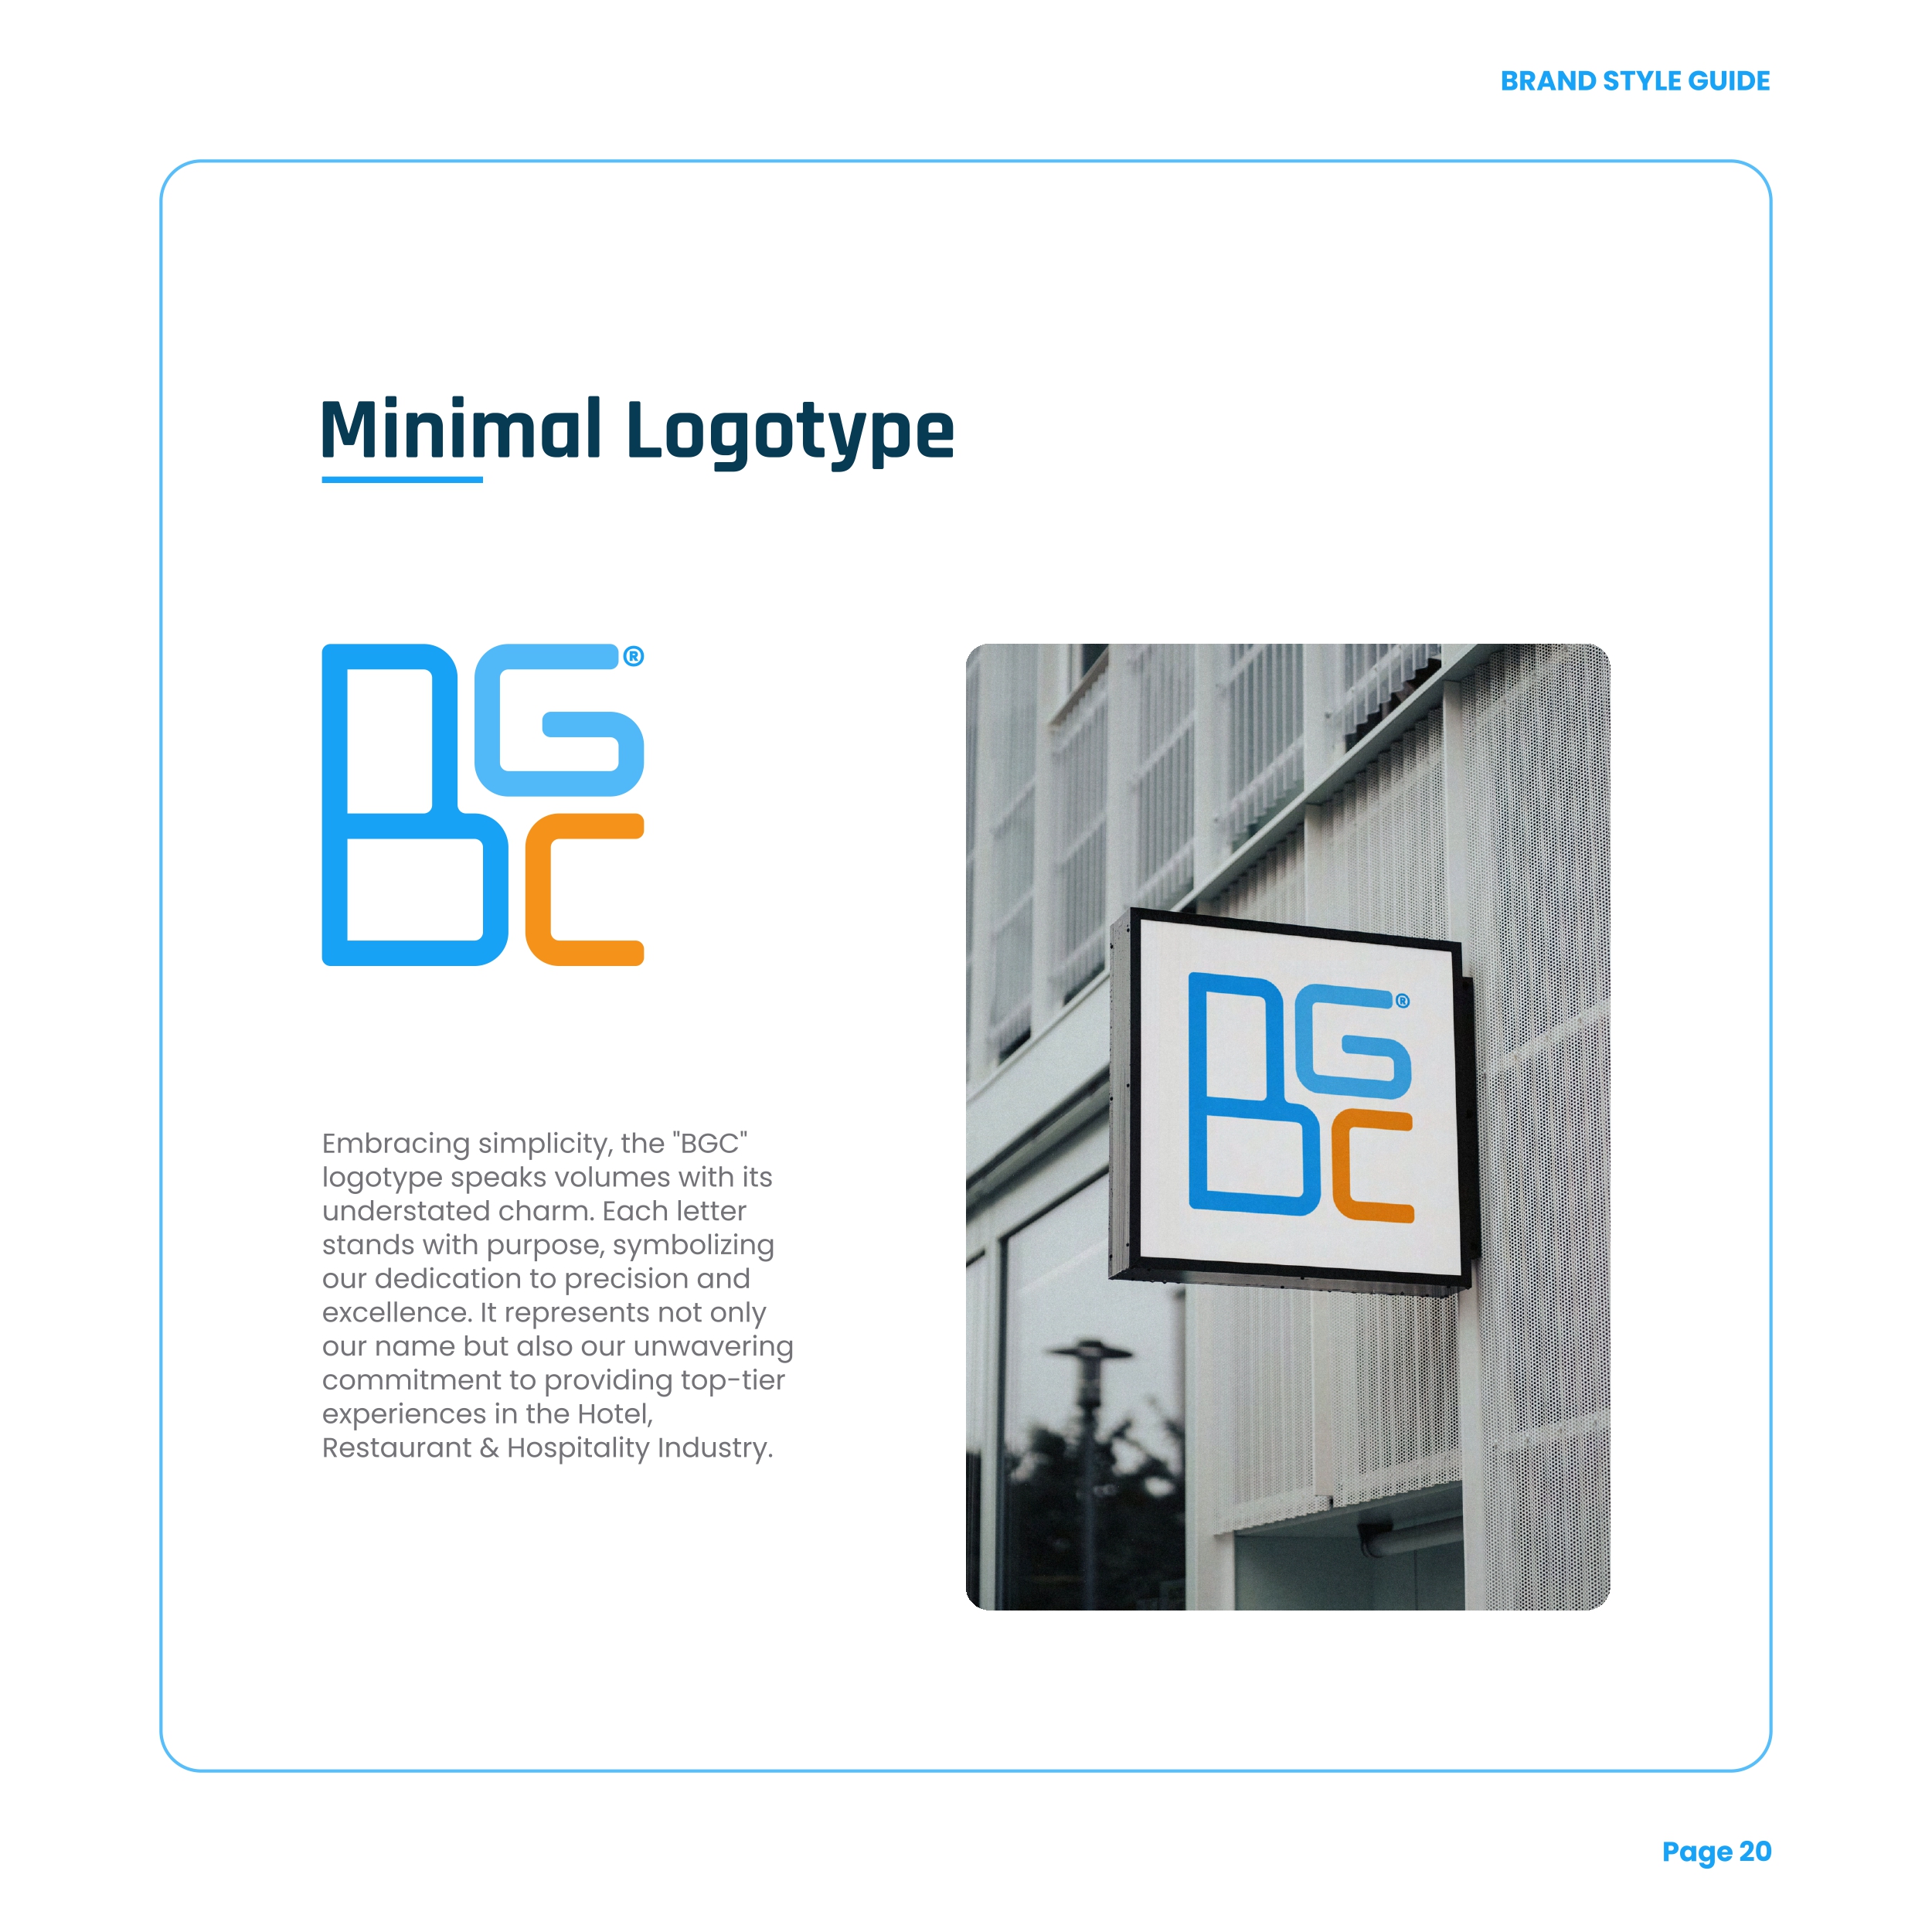 BRAND STYLE GUIDE
Minimal Logotype
BGC®
Embracing simplicity, the "BGC"
logotype speaks volumes with its
understated charm. Each letter
stands with purpose, symbolizing
our dedication to precision and
excellence. It represents not only
our name but also our unwavering
commitment to providing top-tier
experiences in the Hotel,
Restaurant & Hospitality Industry.
BGC®
Page 20